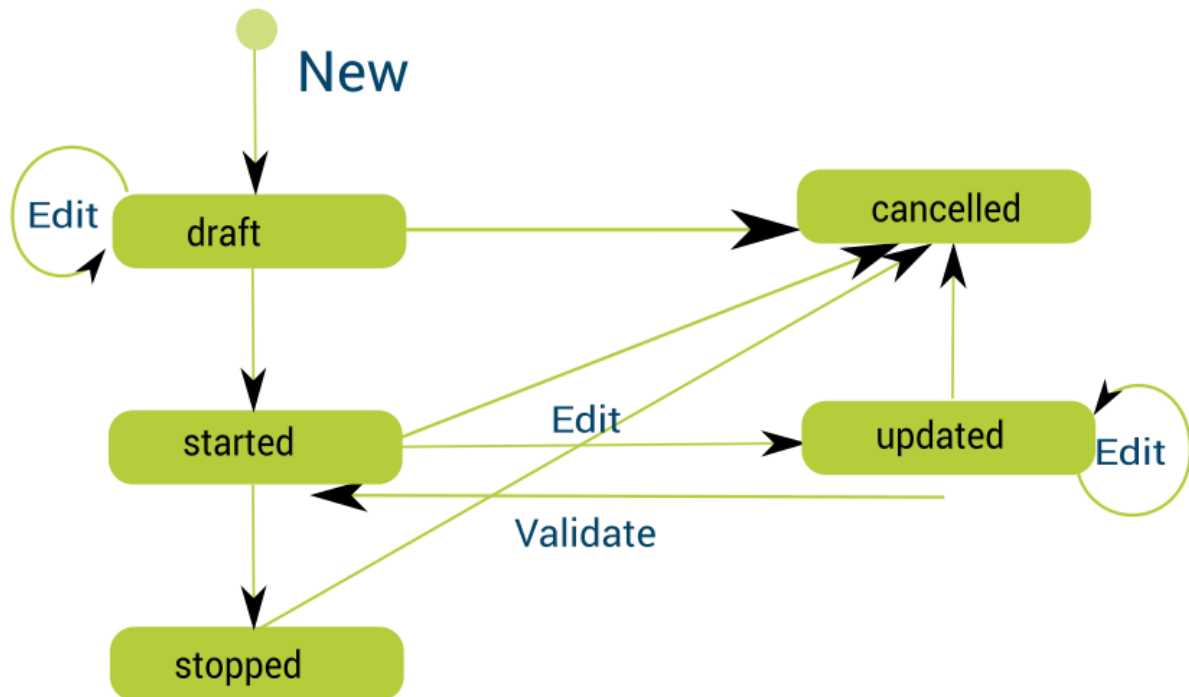 New
Edit
draft
cancelled
started
Edit
updated
Edit
Validate
stopped